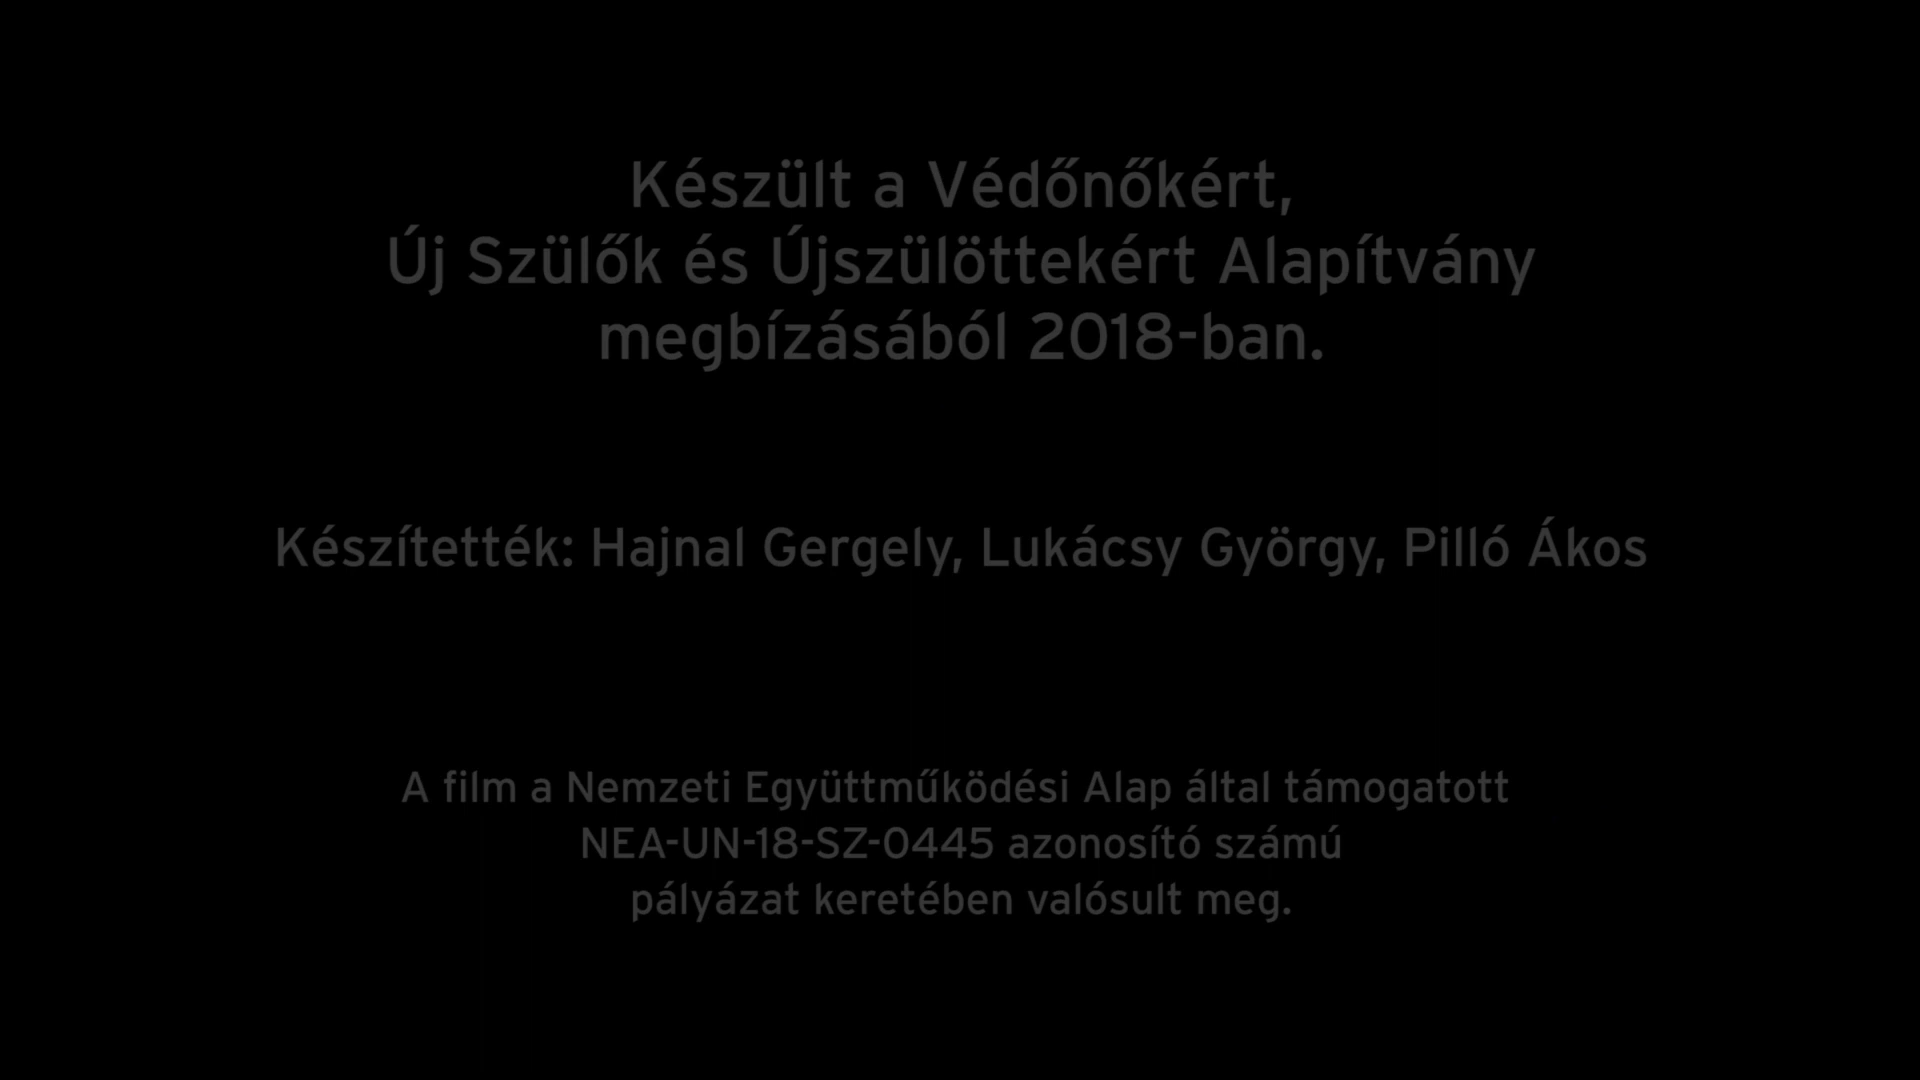 Készült a Védőnőkért,
Új Szülők és Újszülöttekért Alapítvány
megbízásából 2018-ban.
Készítették: Hajnal Gergely, Lukácsy György, Pilló Ákos
A film a Nemzeti Együttműködési Alap által támogatott
NEA-UN-18-SZ-0445 azonosító számú
pályázat keretében valósult meg.